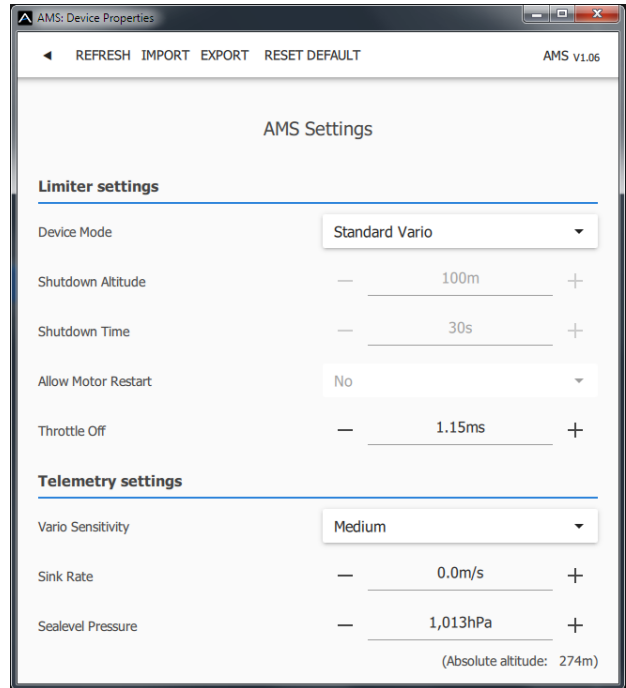 AMS: Device Properties
REFRESH IMPORT EXPORT RESET DEFAULT AMS V1.06
AMS Settings
Limiter settings
Device Mode Standard Vario
Shutdown Altitude — 100m +
Shutdown Time — 30s +
Allow Motor Restart No
Throttle Off — 1.15ms +
Telemetry settings
Vario Sensitivity Medium
Sink Rate — 0.0m/s +
Sealevel Pressure — 1,013hPa +
(Absolute altitude: 274m)